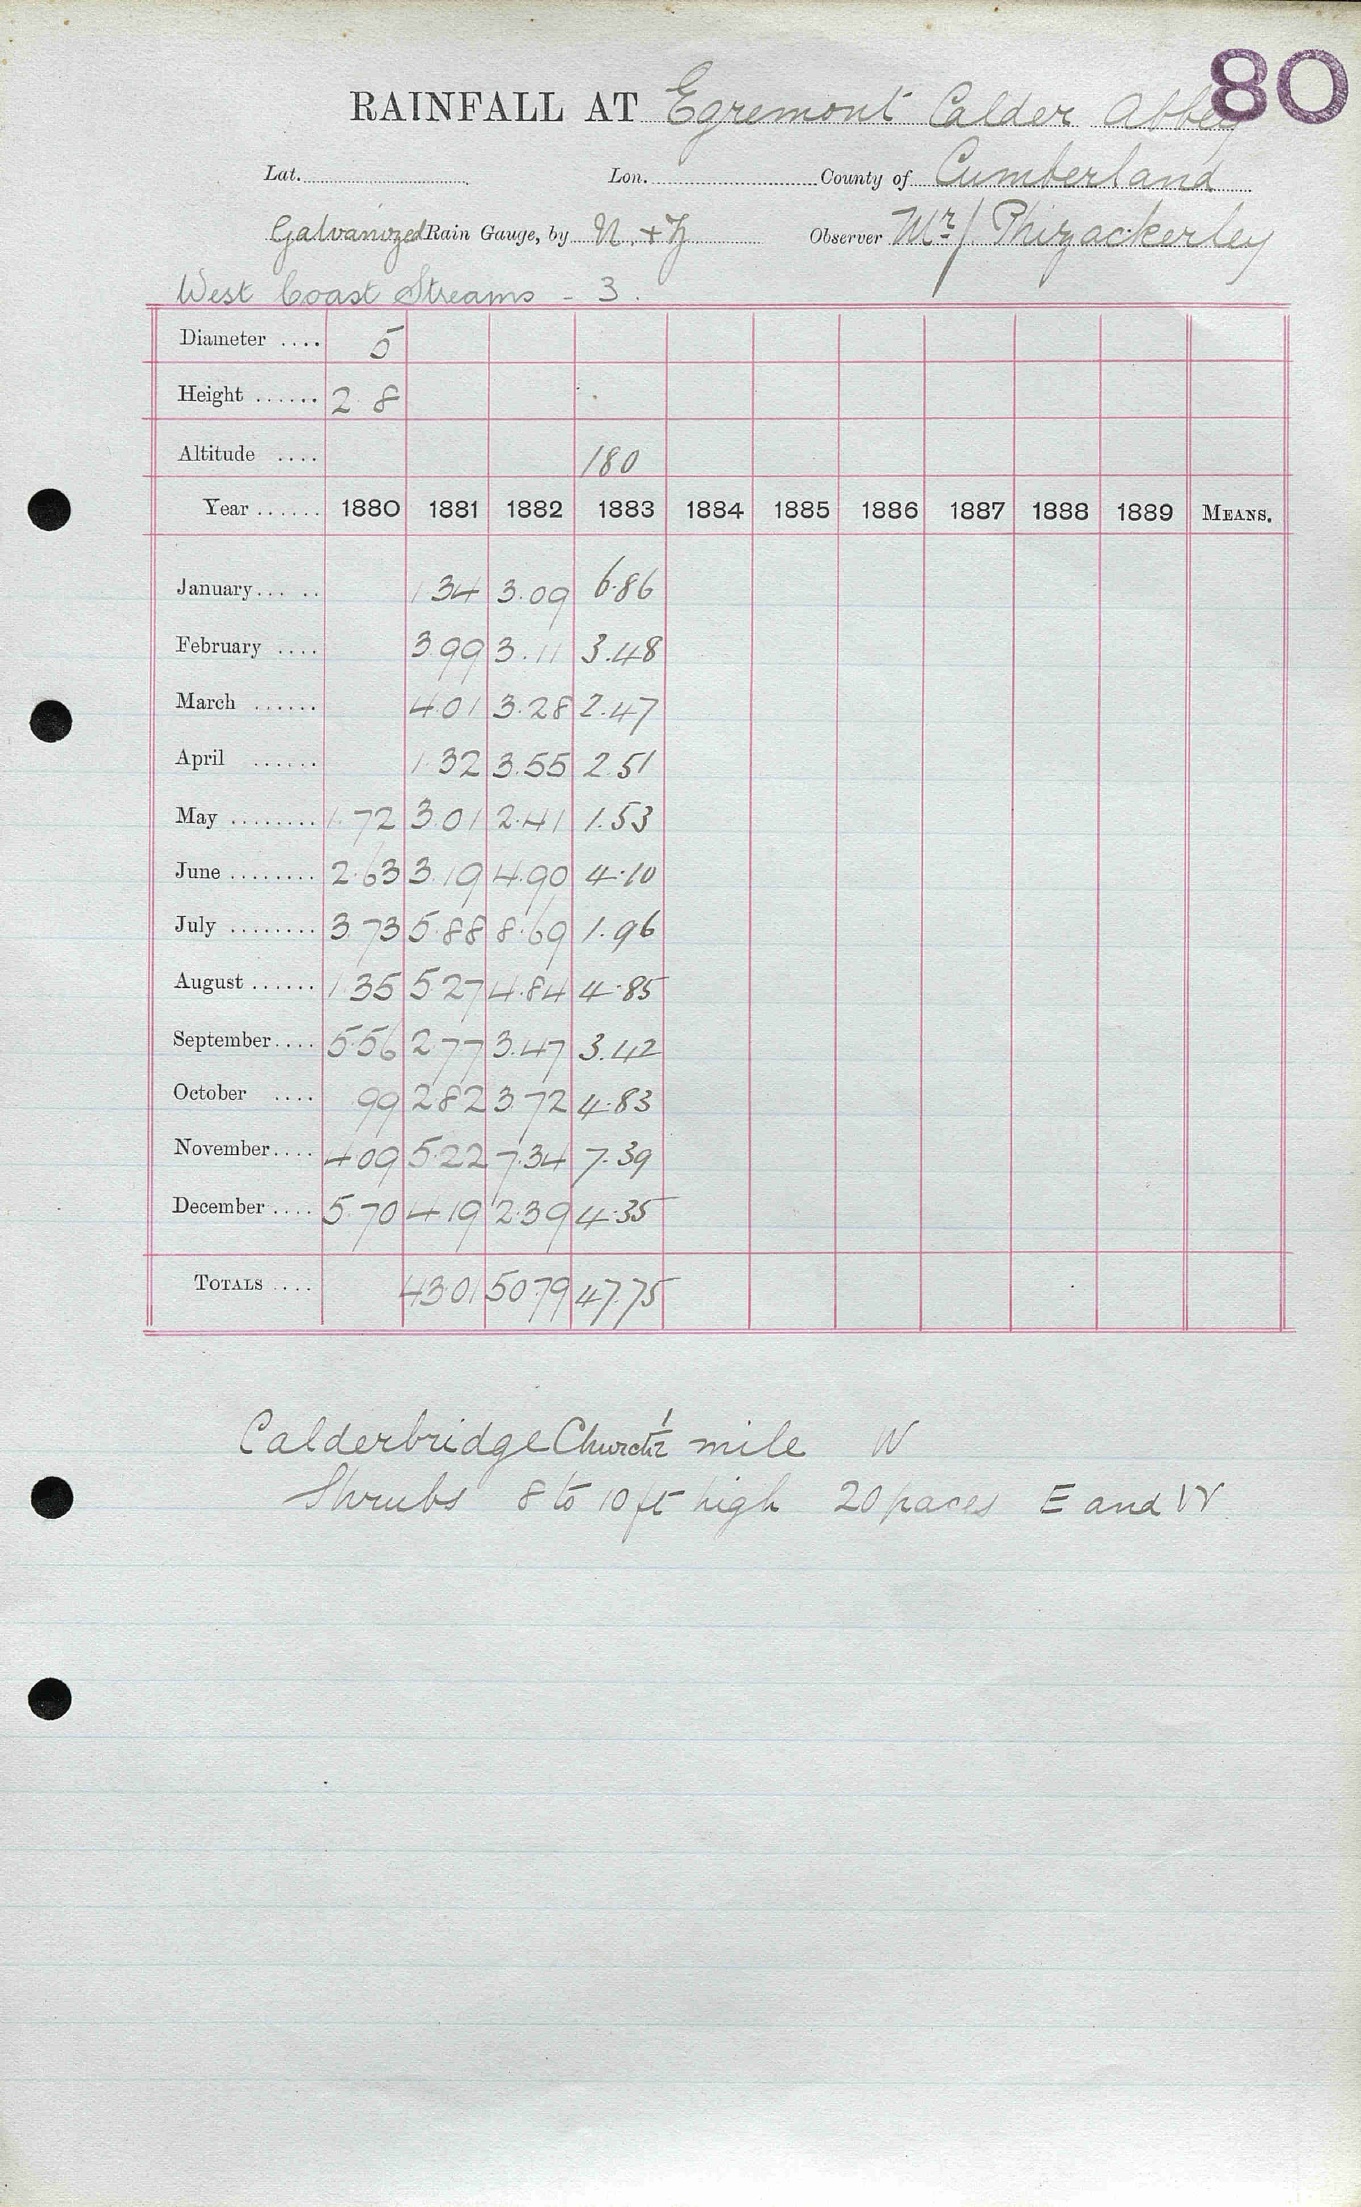 80
RAINFALL AT Egremont Calder Abbey
Lat. Lon. County of Cumberland
Galvanized Rain Gauge, by N. + Z Observer Mr J Phizackerley
West Coast Streams - 3.
Diameter .... 5
Height ...... 2 8
Altitude .... 180
Year ...... 1880 1881 1882 1883 1884 1885 1886 1887 1888 1889 MEANS.
January... .. 1 34 3.09 6.86
February .... 3.99 3.11 3.48
March ...... 4.01 3.28 2.47
April ...... 1.32 3.55 2.51
May ........ 1.72 3.01 2.41 1.53
June ........ 2.63 3.19 4.90 4.10
July ........ 3.73 5.88 8.69 1.96
August ...... 1.35 5.27 4.84 4.85
September.... 5.56 2.77 3.47 3.42
October .... .99 2.82 3.72 4.83
November.... 4.09 5.22 7.34 7.39
December .... 5.70 4.19 2.39 4.35
TOTALS .... 43.01 50.79 47.75
Calderbridge Church 1/2 mile W
Shrubs 8 to 10 ft high 20 paces E and W